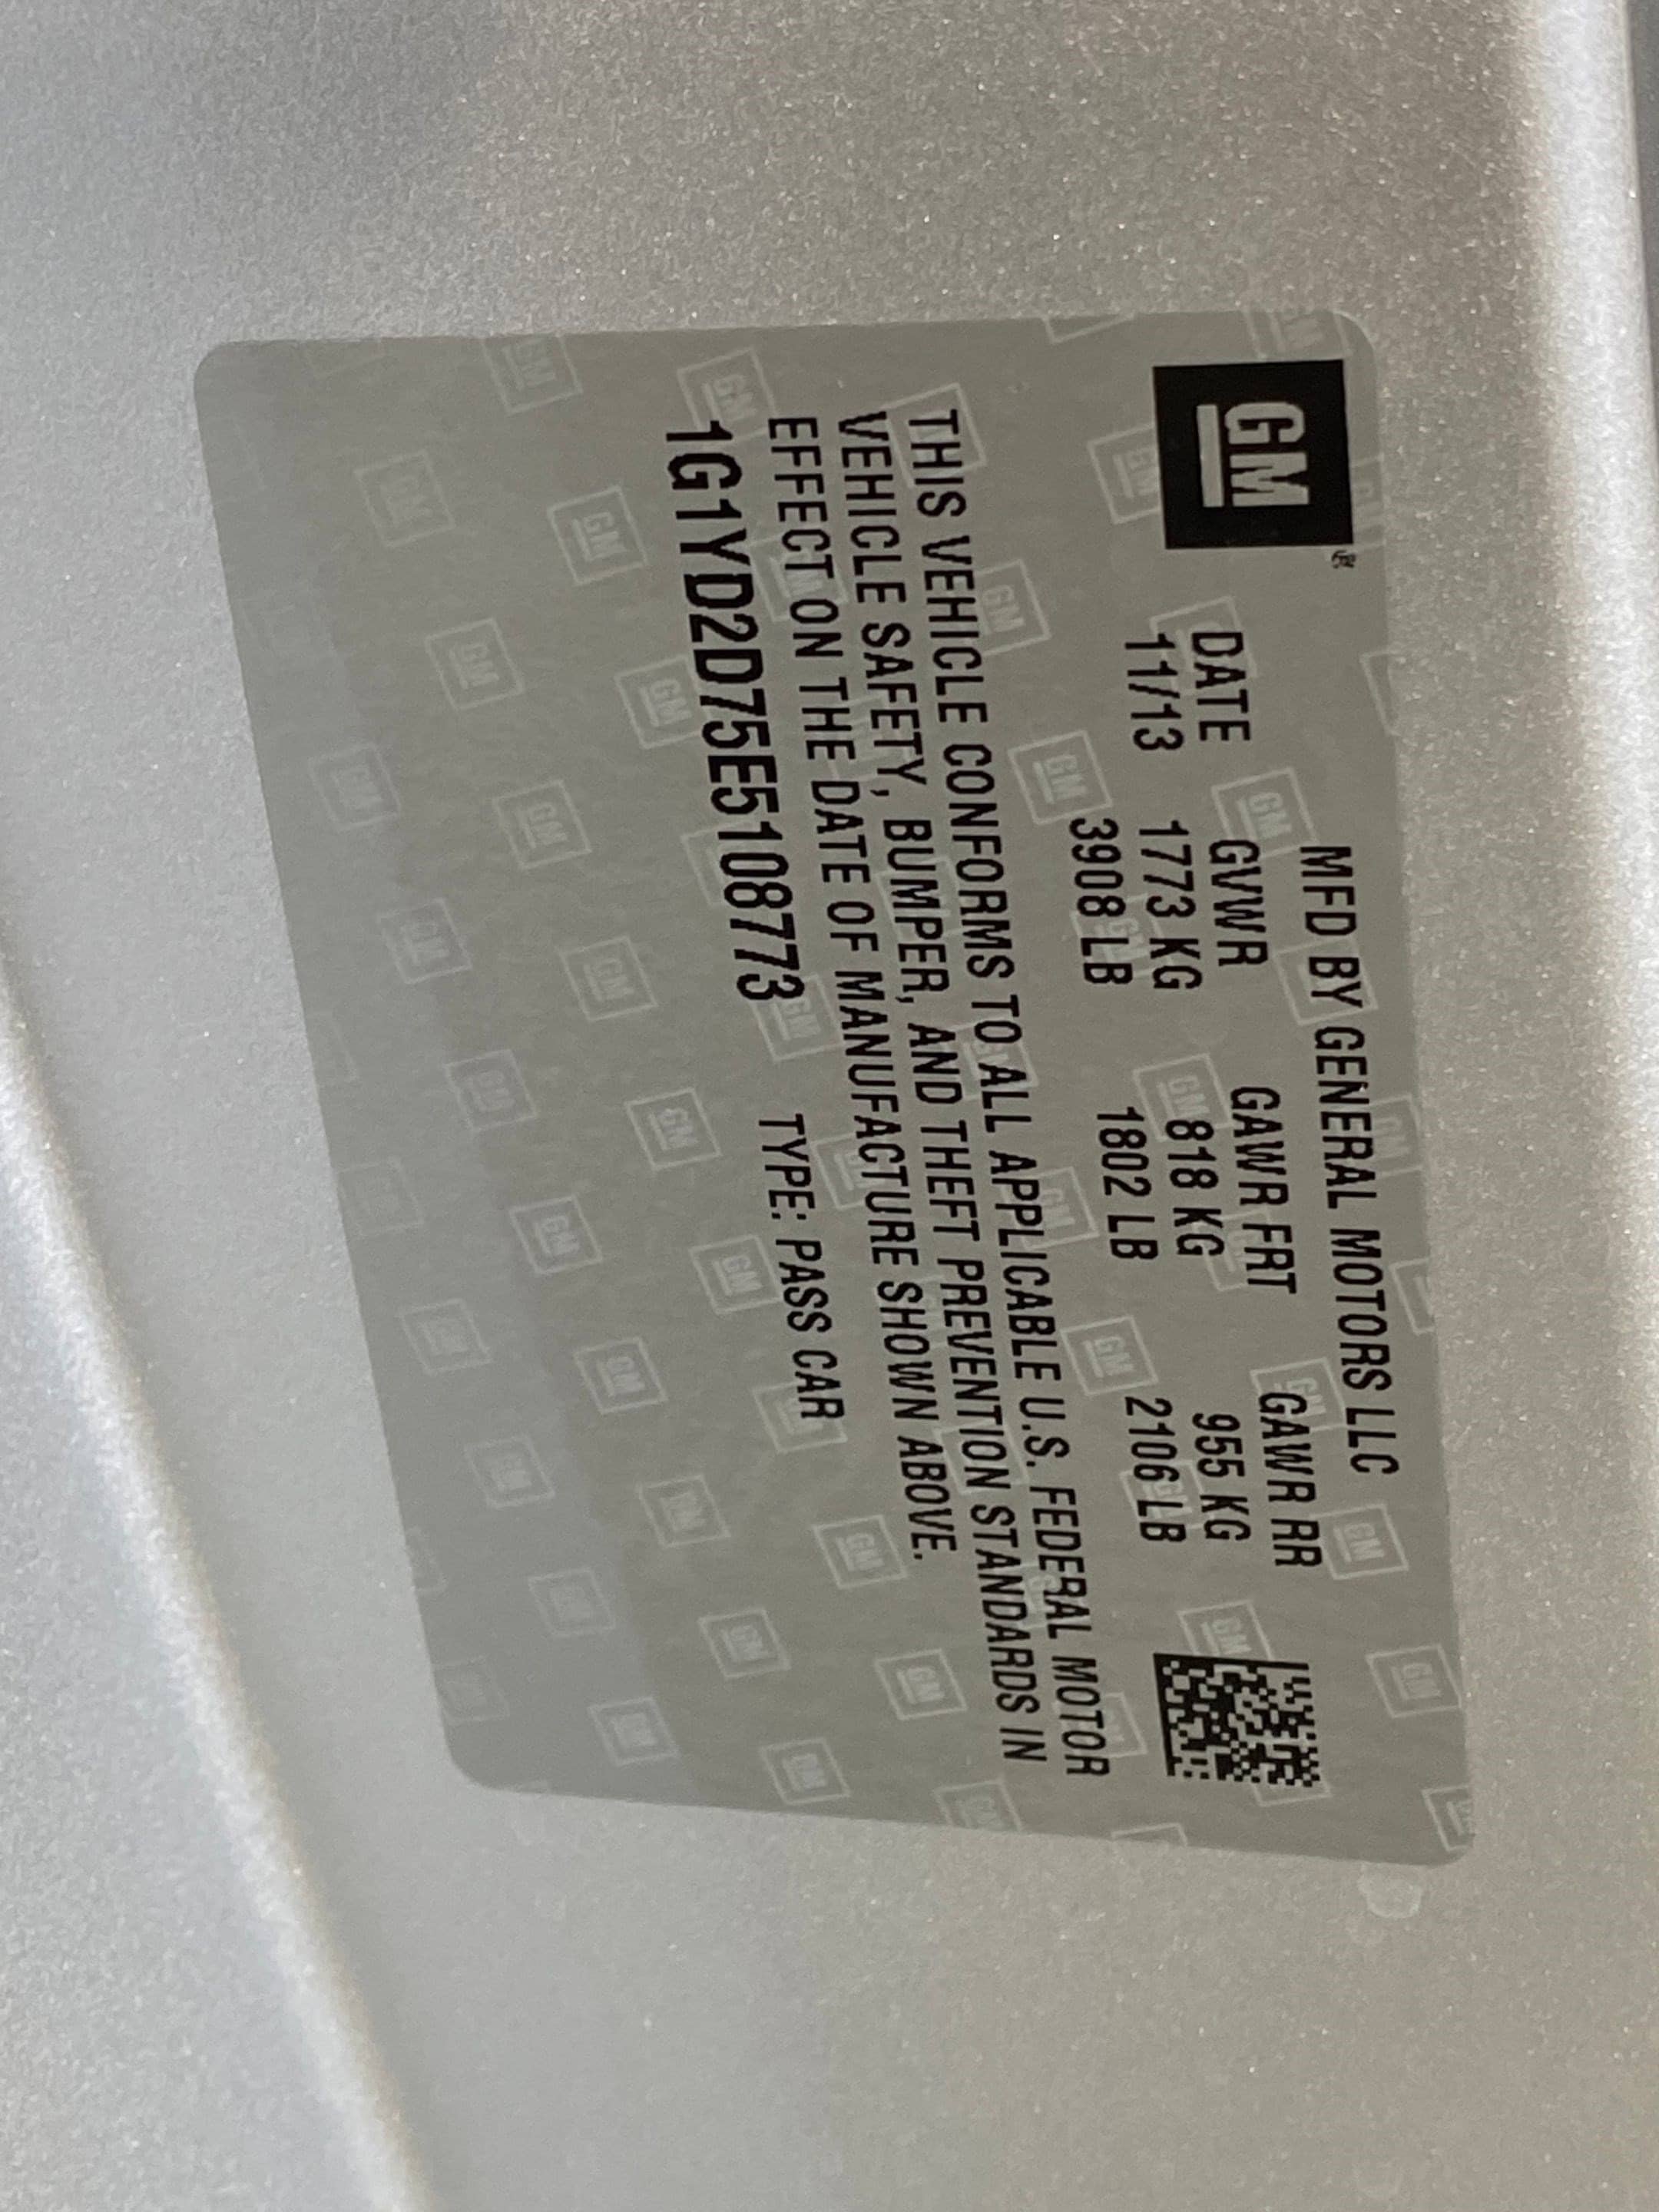 GM®
MFD BY GENERAL MOTORS LLC
DATE GVWR GAWR FRT GAWR RR
11/13 1773 KG 818 KG 955 KG
3908 LB 1802 LB 2106 LB
THIS VEHICLE CONFORMS TO ALL APPLICABLE U.S. FEDERAL MOTOR
VEHICLE SAFETY, BUMPER, AND THEFT PREVENTION STANDARDS IN
EFFECT ON THE DATE OF MANUFACTURE SHOWN ABOVE.
1G1YD2D75E5108773 TYPE: PASS CAR